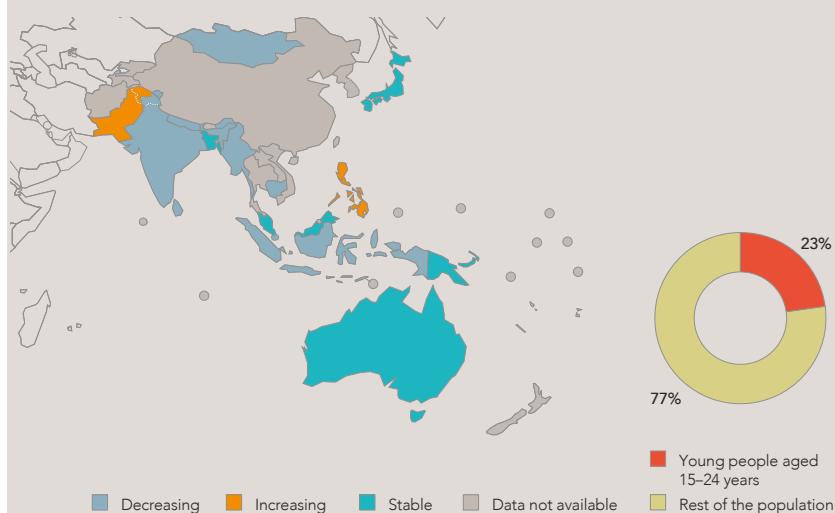 23%
77%
Young people aged
15–24 years
Decreasing
Increasing
Stable
Data not available
Rest of the population